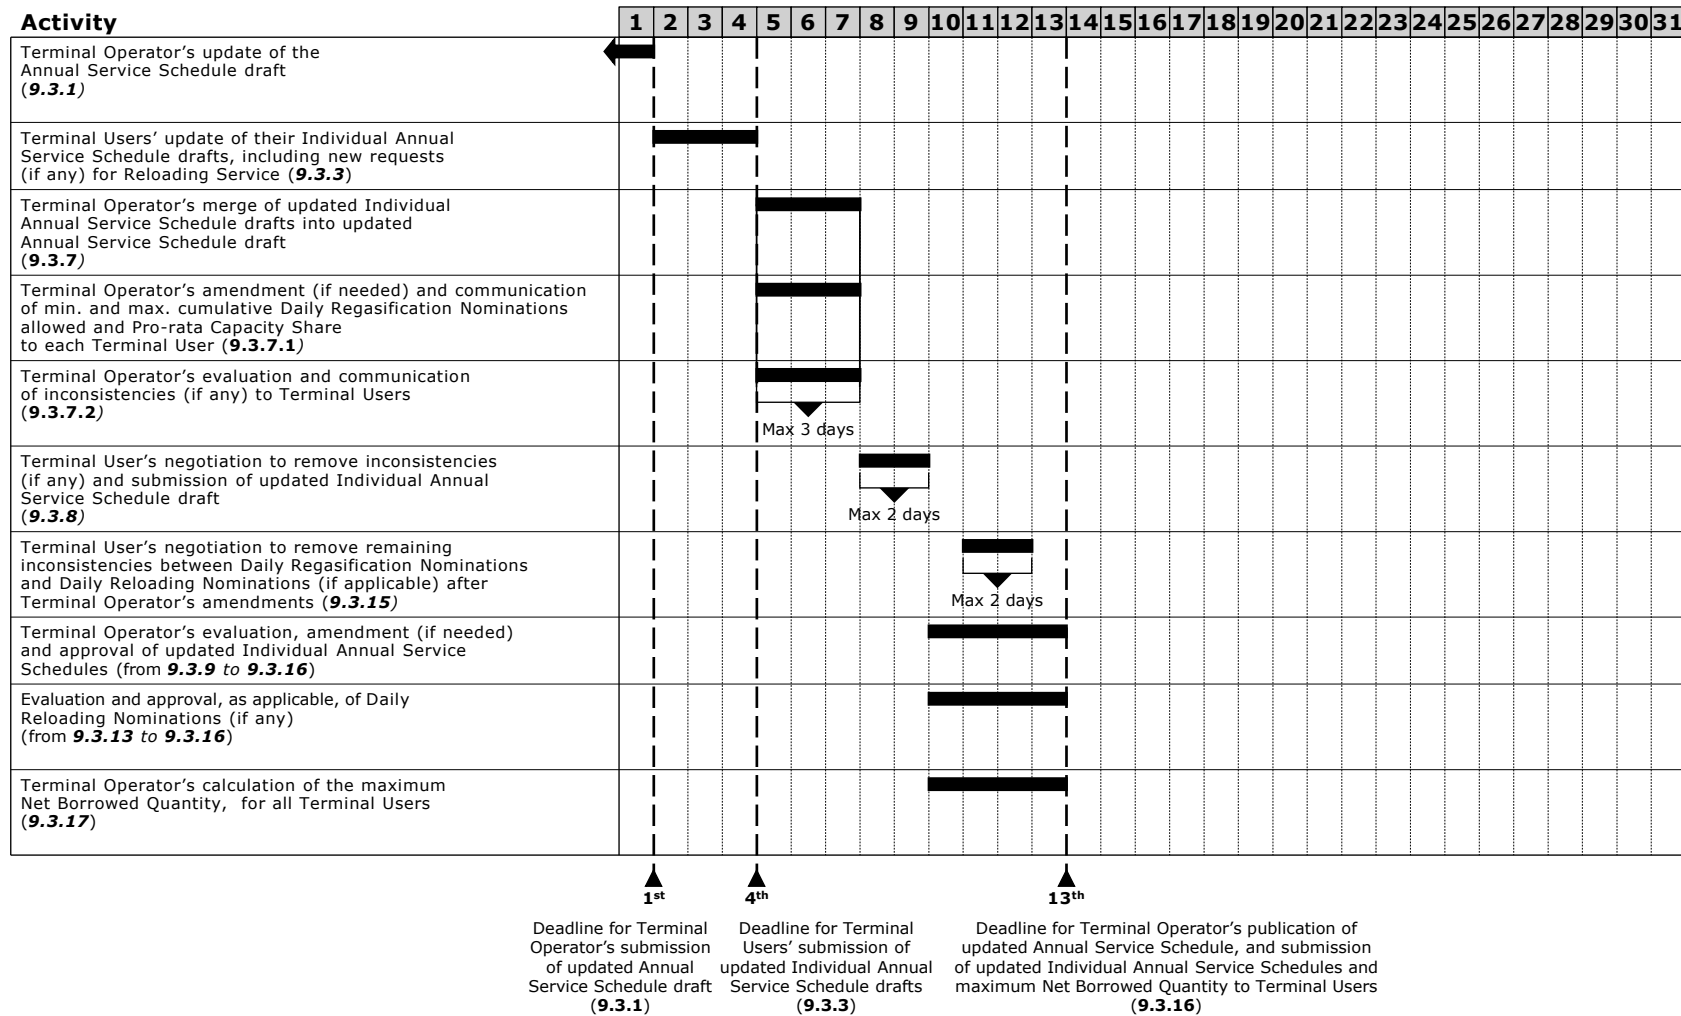 Activity 1 2 3 4 5 6 7 8 9 10 11 12 13 14 15 16 17 18 19 20 21 22 23 24 25 26 27 28 29 30 31
Terminal Operator’s update of the
Annual Service Schedule draft
(9.3.1)
Terminal Users’ update of their Individual Annual
Service Schedule drafts, including new requests
(if any) for Reloading Service (9.3.3)
Terminal Operator’s merge of updated Individual
Annual Service Schedule drafts into updated
Annual Service Schedule draft
(9.3.7)
Terminal Operator’s amendment (if needed) and communication
of min. and max. cumulative Daily Regasification Nominations
allowed and Pro-rata Capacity Share
to each Terminal User (9.3.7.1)
Terminal Operator’s evaluation and communication
of inconsistencies (if any) to Terminal Users
(9.3.7.2)
Max 3 days
Terminal User’s negotiation to remove inconsistencies
(if any) and submission of updated Individual Annual
Service Schedule draft
(9.3.8)
Max 2 days
Terminal User’s negotiation to remove remaining
inconsistencies between Daily Regasification Nominations
and Daily Reloading Nominations (if applicable) after
Terminal Operator’s amendments (9.3.15)
Max 2 days
Terminal Operator’s evaluation, amendment (if needed)
and approval of updated Individual Annual Service
Schedules (from 9.3.9 to 9.3.16)
Evaluation and approval, as applicable, of Daily
Reloading Nominations (if any)
(from 9.3.13 to 9.3.16)
Terminal Operator’s calculation of the maximum
Net Borrowed Quantity, for all Terminal Users
(9.3.17)
1st
Deadline for Terminal
Operator’s submission
of updated Annual
Service Schedule draft
(9.3.1)
4th
Deadline for Terminal
Users’ submission of
updated Individual Annual
Service Schedule drafts
(9.3.3)
13th
Deadline for Terminal Operator’s publication of
updated Annual Service Schedule, and submission
of updated Individual Annual Service Schedules and
maximum Net Borrowed Quantity to Terminal Users
(9.3.16)